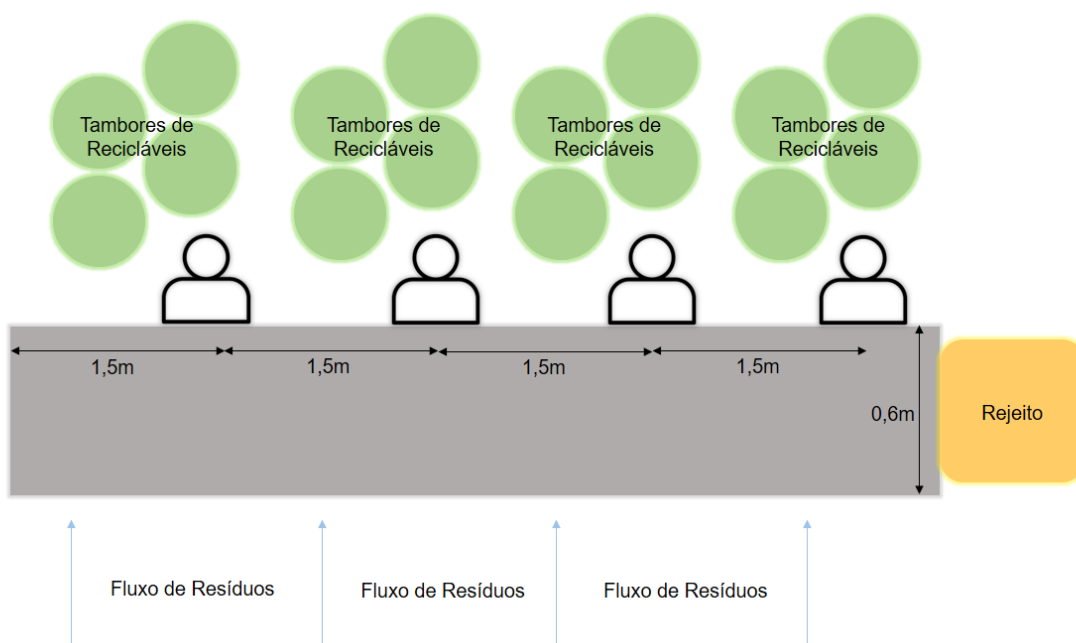 Tambores de
Recicláveis
Tambores de
Recicláveis
Tambores de
Recicláveis
Tambores de
Recicláveis
1,5m
1,5m
1,5m
1,5m
0,6m
Rejeito
Fluxo de Resíduos
Fluxo de Resíduos
Fluxo de Resíduos